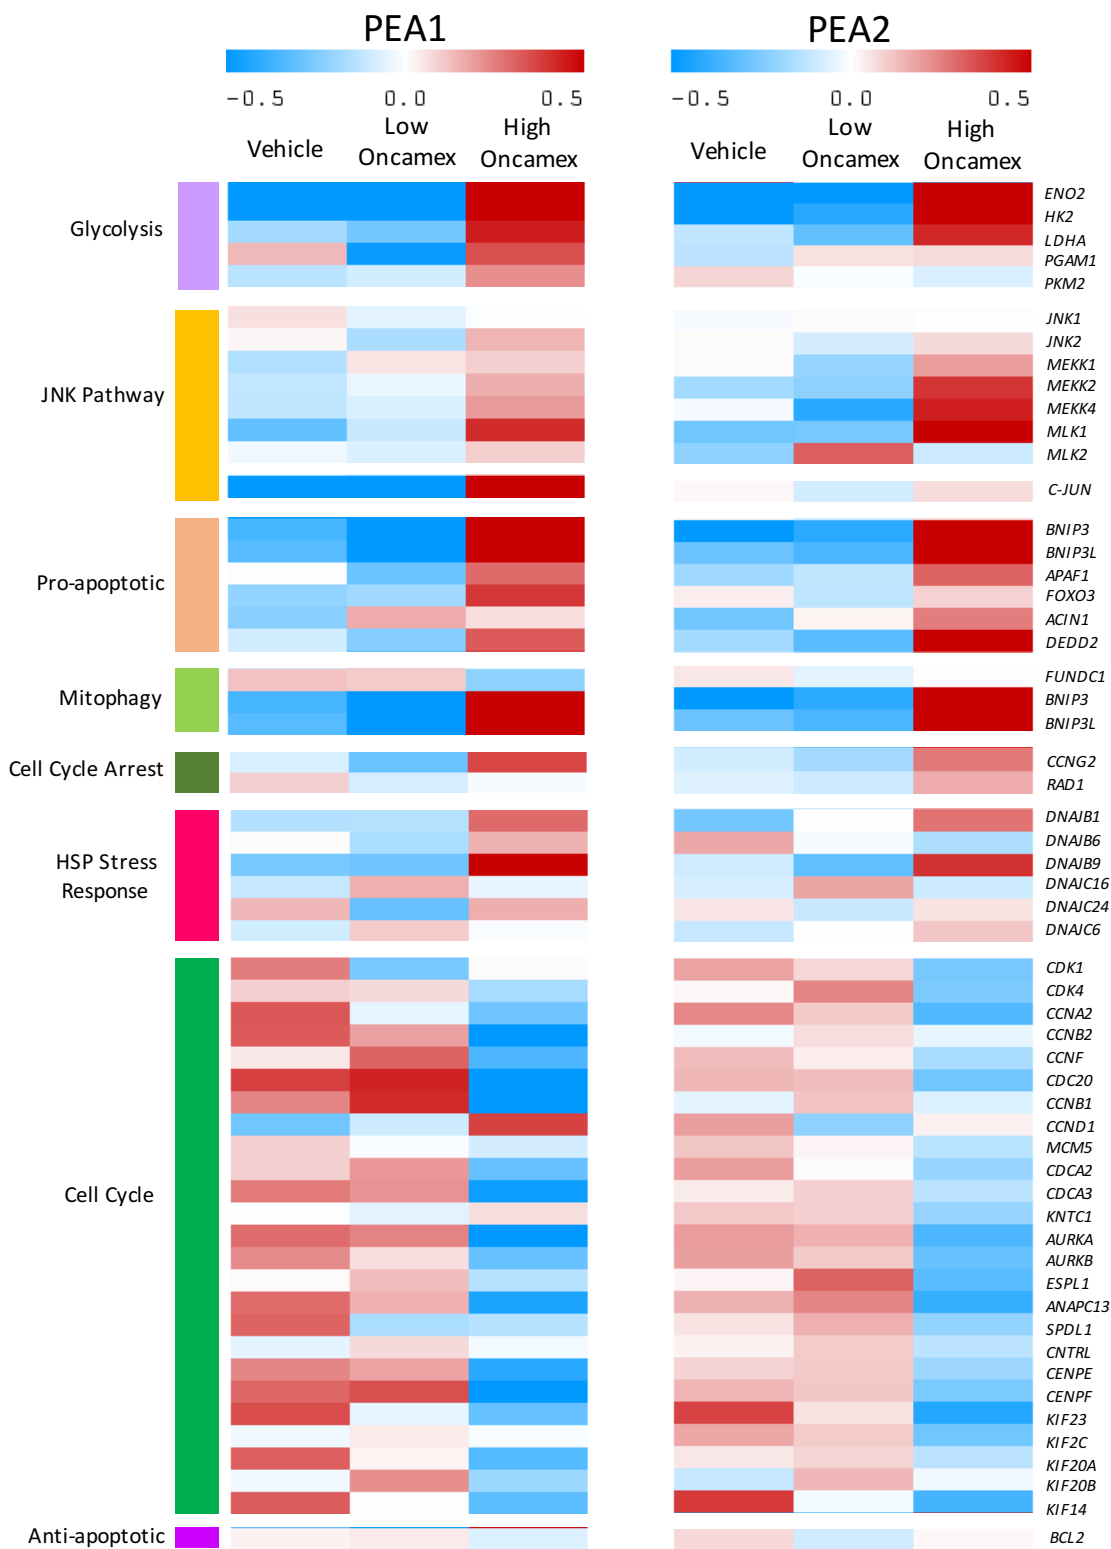 PEA1 PEA2
-0.5 0.0 0.5 -0.5 0.0 0.5
Vehicle Low Oncamex High Oncamex Vehicle Low Oncamex High Oncamex
Glycolysis
ENO2
HK2
LDHA
PGAM1
PKM2
JNK Pathway
JNK1
JNK2
MEKK1
MEKK2
MEKK4
MLK1
MLK2
C-JUN
Pro-apoptotic
BNIP3
BNIP3L
APAF1
FOXO3
ACIN1
DEDD2
Mitophagy
FUNDC1
BNIP3
BNIP3L
Cell Cycle Arrest
CCNG2
RAD1
HSP Stress
Response
DNAJB1
DNAJB6
DNAJB9
DNAJC16
DNAJC24
DNAJC6
Cell Cycle
CDK1
CDK4
CCNA2
CCNB2
CCNF
CDC20
CCNB1
CCND1
MCM5
CDCA2
CDCA3
KNTC1
AURKA
AURKB
ESPL1
ANAPC13
SPDL1
CNTRL
CENPE
CENPF
KIF23
KIF2C
KIF20A
KIF20B
KIF14
Anti-apoptotic
BCL2